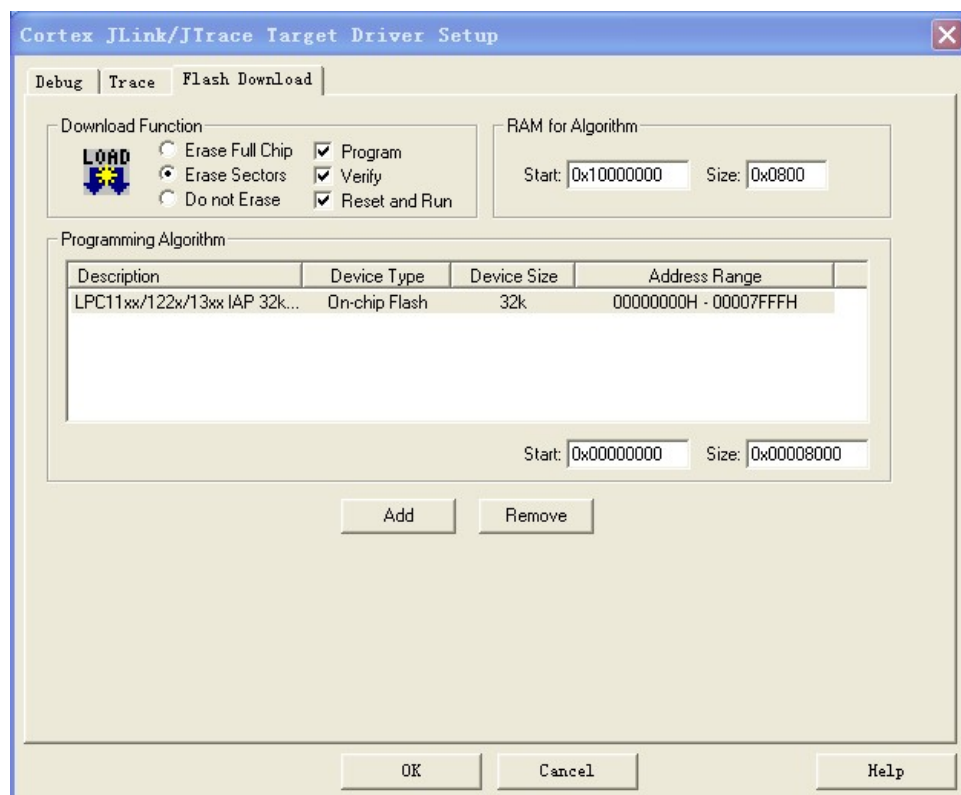 Cortex JLink/JTrace Target Driver Setup
Debug Trace Flash Download
Download Function
LOAD
Erase Full Chip
Erase Sectors
Do not Erase
Program
Verify
Reset and Run
RAM for Algorithm
Start: 0x10000000 Size: 0x0800
Programming Algorithm
Description Device Type Device Size Address Range
LPC11xx/122x/13xx IAP 32k... On-chip Flash 32k 00000000H - 00007FFFH
Start: 0x00000000 Size: 0x00008000
Add Remove
OK Cancel Help